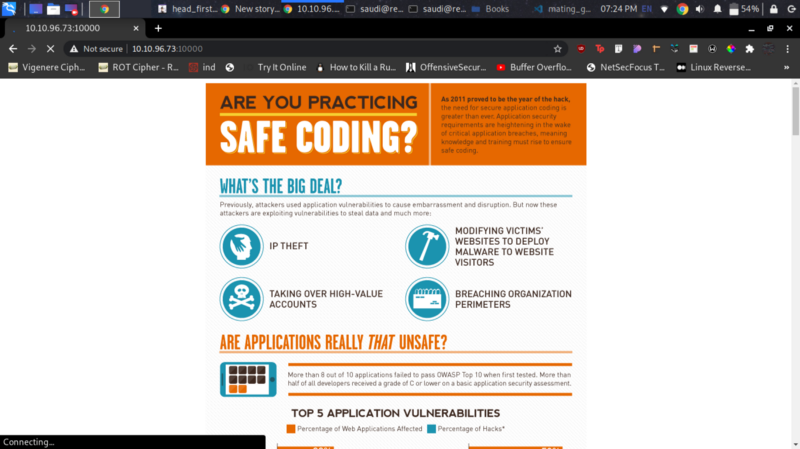 head_first...
New story...
10.10.96....
saudi@re...
saudi@re...
Books
mating_g...
07:24 PM
EN
54%
10.10.96.73:10000
Not secure | 10.10.96.73:10000
Vigenere Ciph...
ROT Cipher - R...
ind
Try It Online
How to Kill a Ru...
OffensiveSecur...
Buffer Overflo...
NetSecFocus T...
Linux Reverse...
ARE YOU PRACTICING
SAFE CODING?
As 2011 proved to be the year of the hack,
the need for secure application coding is
greater than ever. Application security
requirements are heightening in the wake
of critical application breaches, meaning
knowledge and training must rise to ensure
safe coding.
WHAT'S THE BIG DEAL?
Previously, attackers used application vulnerabilities to cause embarrassment and disruption. But now these
attackers are exploiting vulnerabilities to steal data and much more:
IP THEFT
MODIFYING VICTIMS'
WEBSITES TO DEPLOY
MALWARE TO WEBSITE
VISITORS
TAKING OVER HIGH-VALUE
ACCOUNTS
BREACHING ORGANIZATION
PERIMETERS
ARE APPLICATIONS REALLY THAT UNSAFE?
More than 8 out of 10 applications failed to pass OWASP Top 10 when first tested. More than
half of all developers received a grade of C or lower on a basic application security assessment.
TOP 5 APPLICATION VULNERABILITIES
Percentage of Web Applications Affected
Percentage of Hacks*
Connecting...